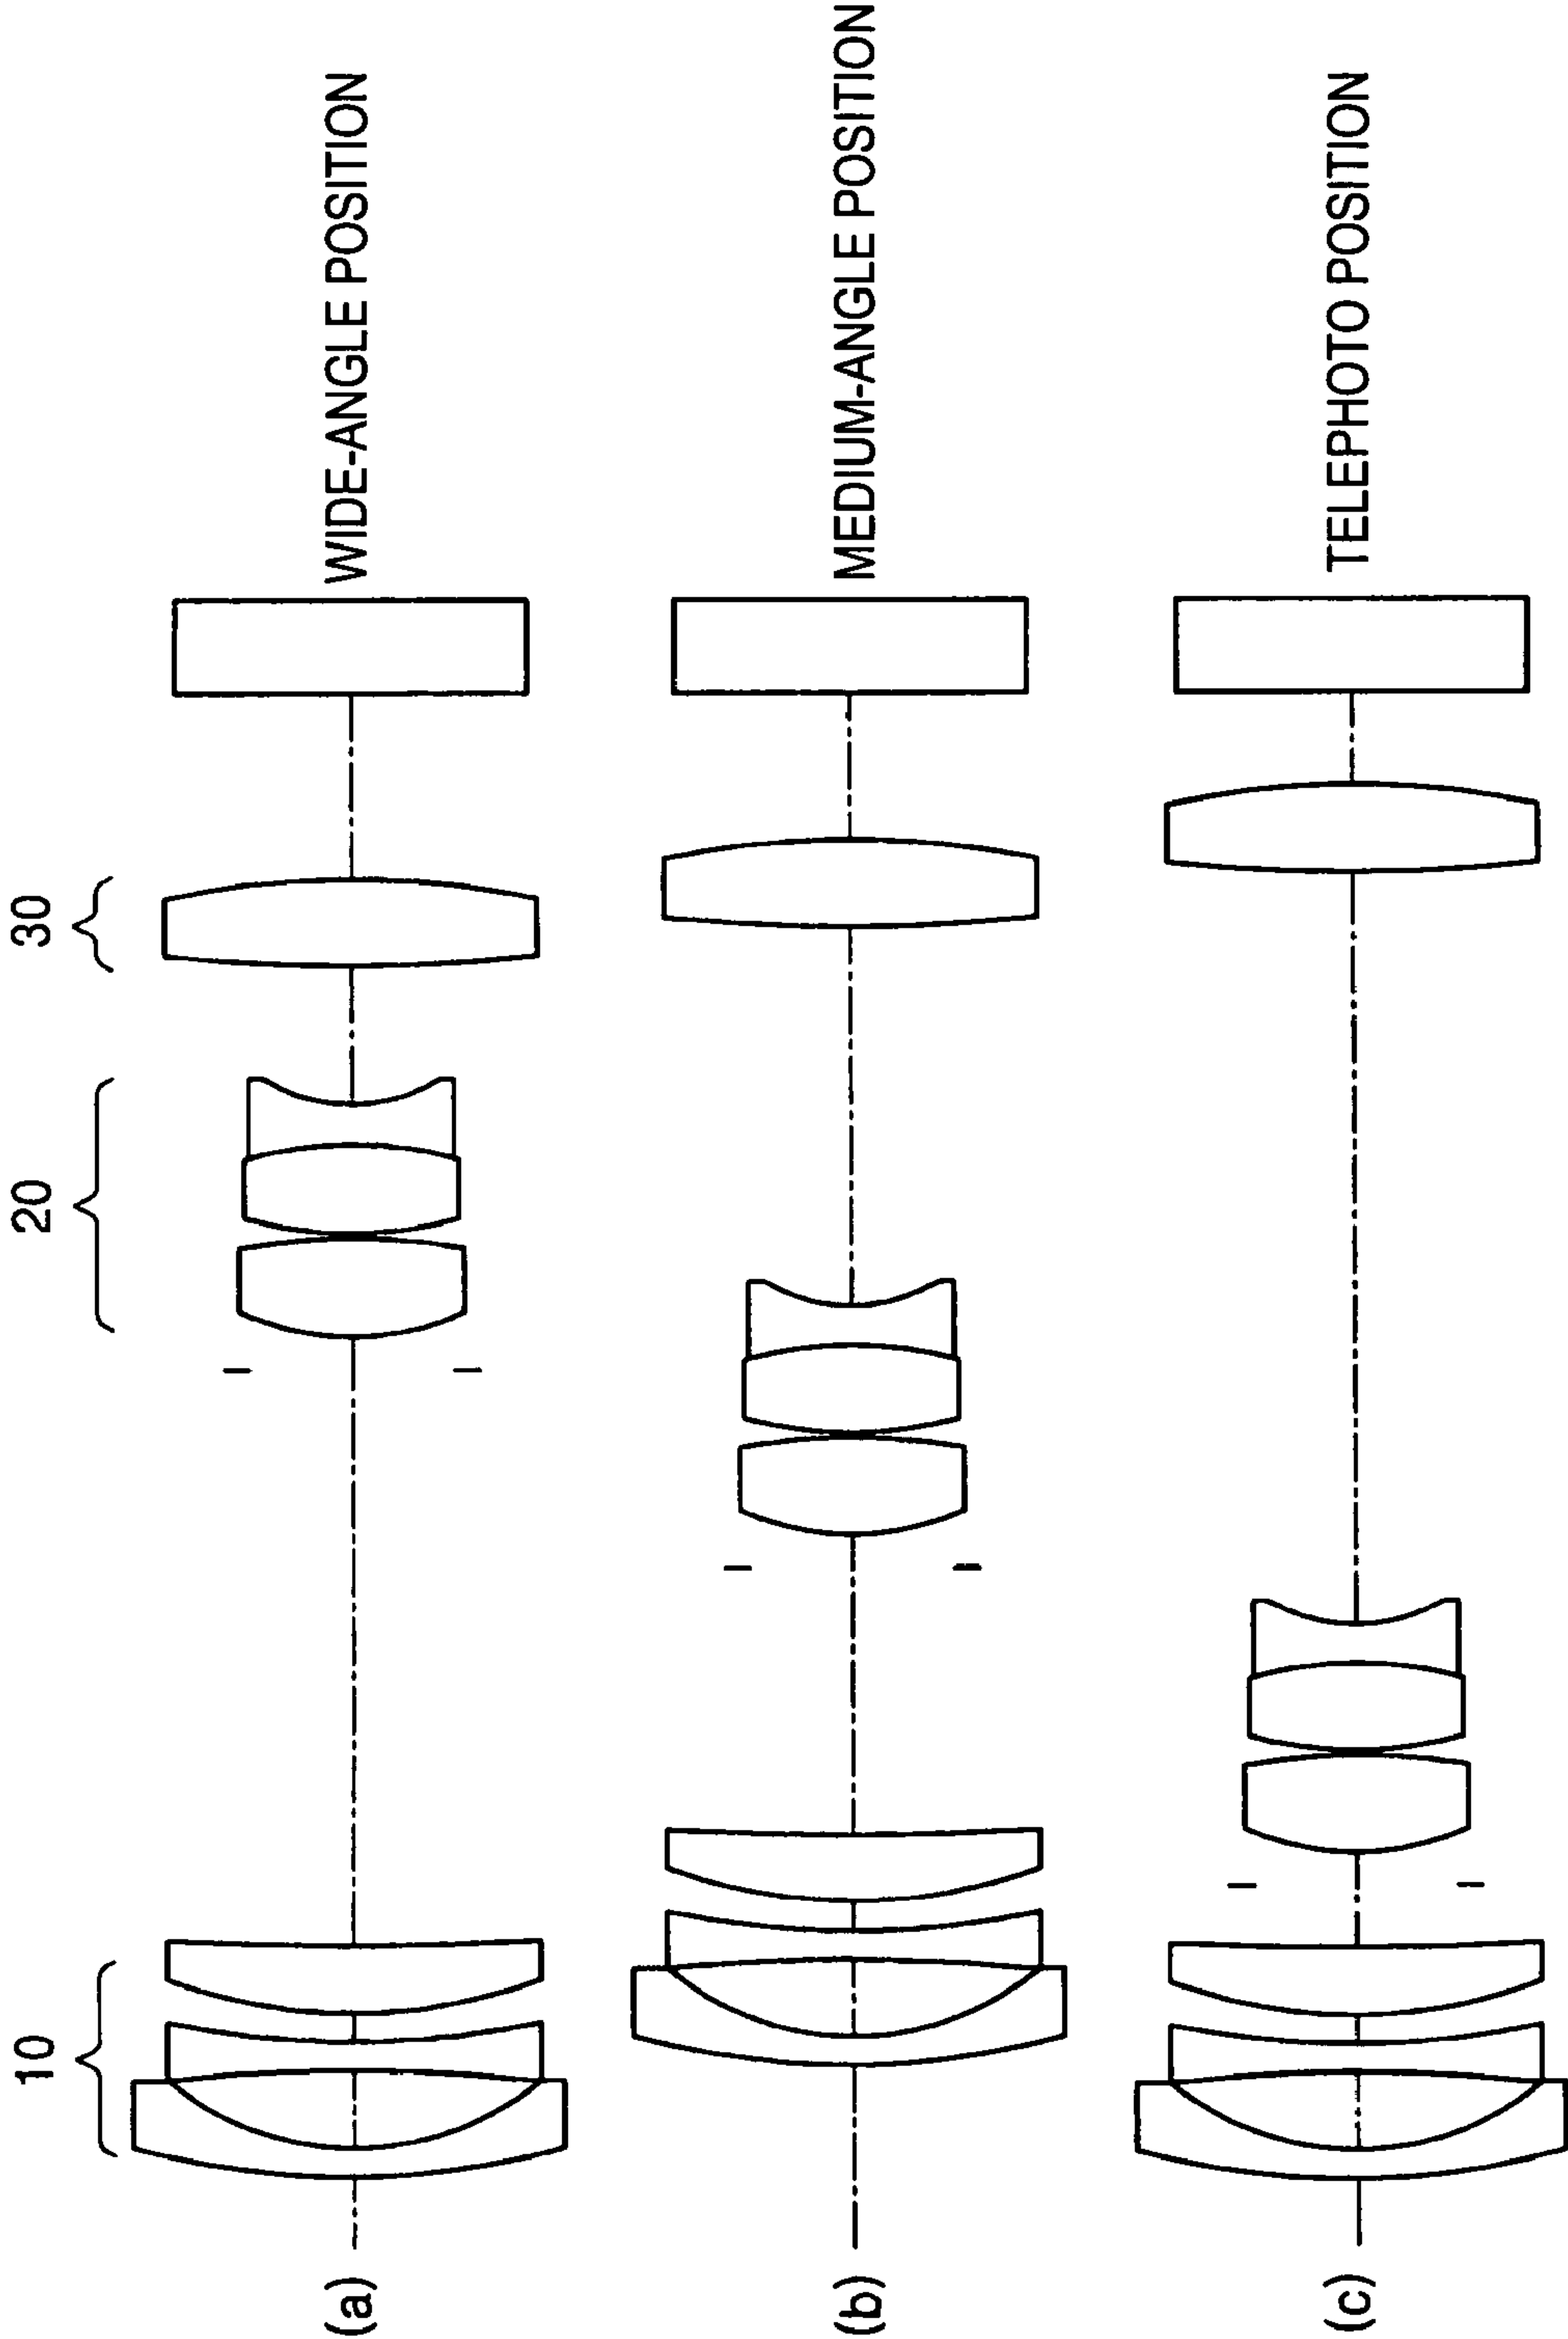 10
20
30
(a)
WIDE-ANGLE POSITION
(b)
MEDIUM-ANGLE POSITION
(c)
TELEPHOTO POSITION